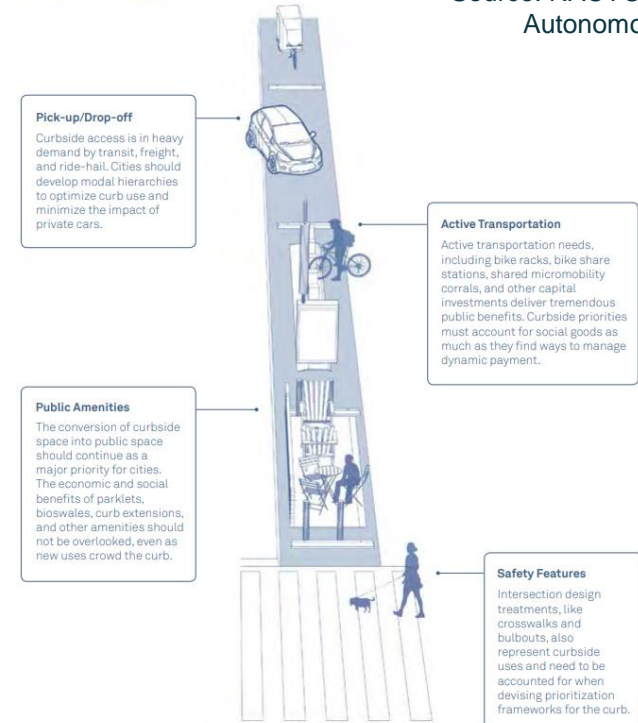 Autonomo
Pick-up/Drop-off
Curbside access is in heavy
demand by transit, freight,
and ride-hail. Cities should
develop modal hierarchies
to optimize curb use and
minimize the impact of
private cars.
Active Transportation
Active transportation needs,
including bike racks, bike share
stations, shared micromobility
corrals, and other capital
investments deliver tremendous
public benefits. Curbside priorities
must account for social goods as
much as they find ways to manage
dynamic payment.
Public Amenities
The conversion of curbside
space into public space
should continue as a
major priority for cities.
The economic and social
benefits of parklets,
bioswales, curb extensions,
and other amenities should
not be overlooked, even as
new uses crowd the curb.
Safety Features
Intersection design
treatments, like
crosswalks and
bulbouts, also
represent curbside
uses and need to be
accounted for when
devising prioritization
frameworks for the curb.